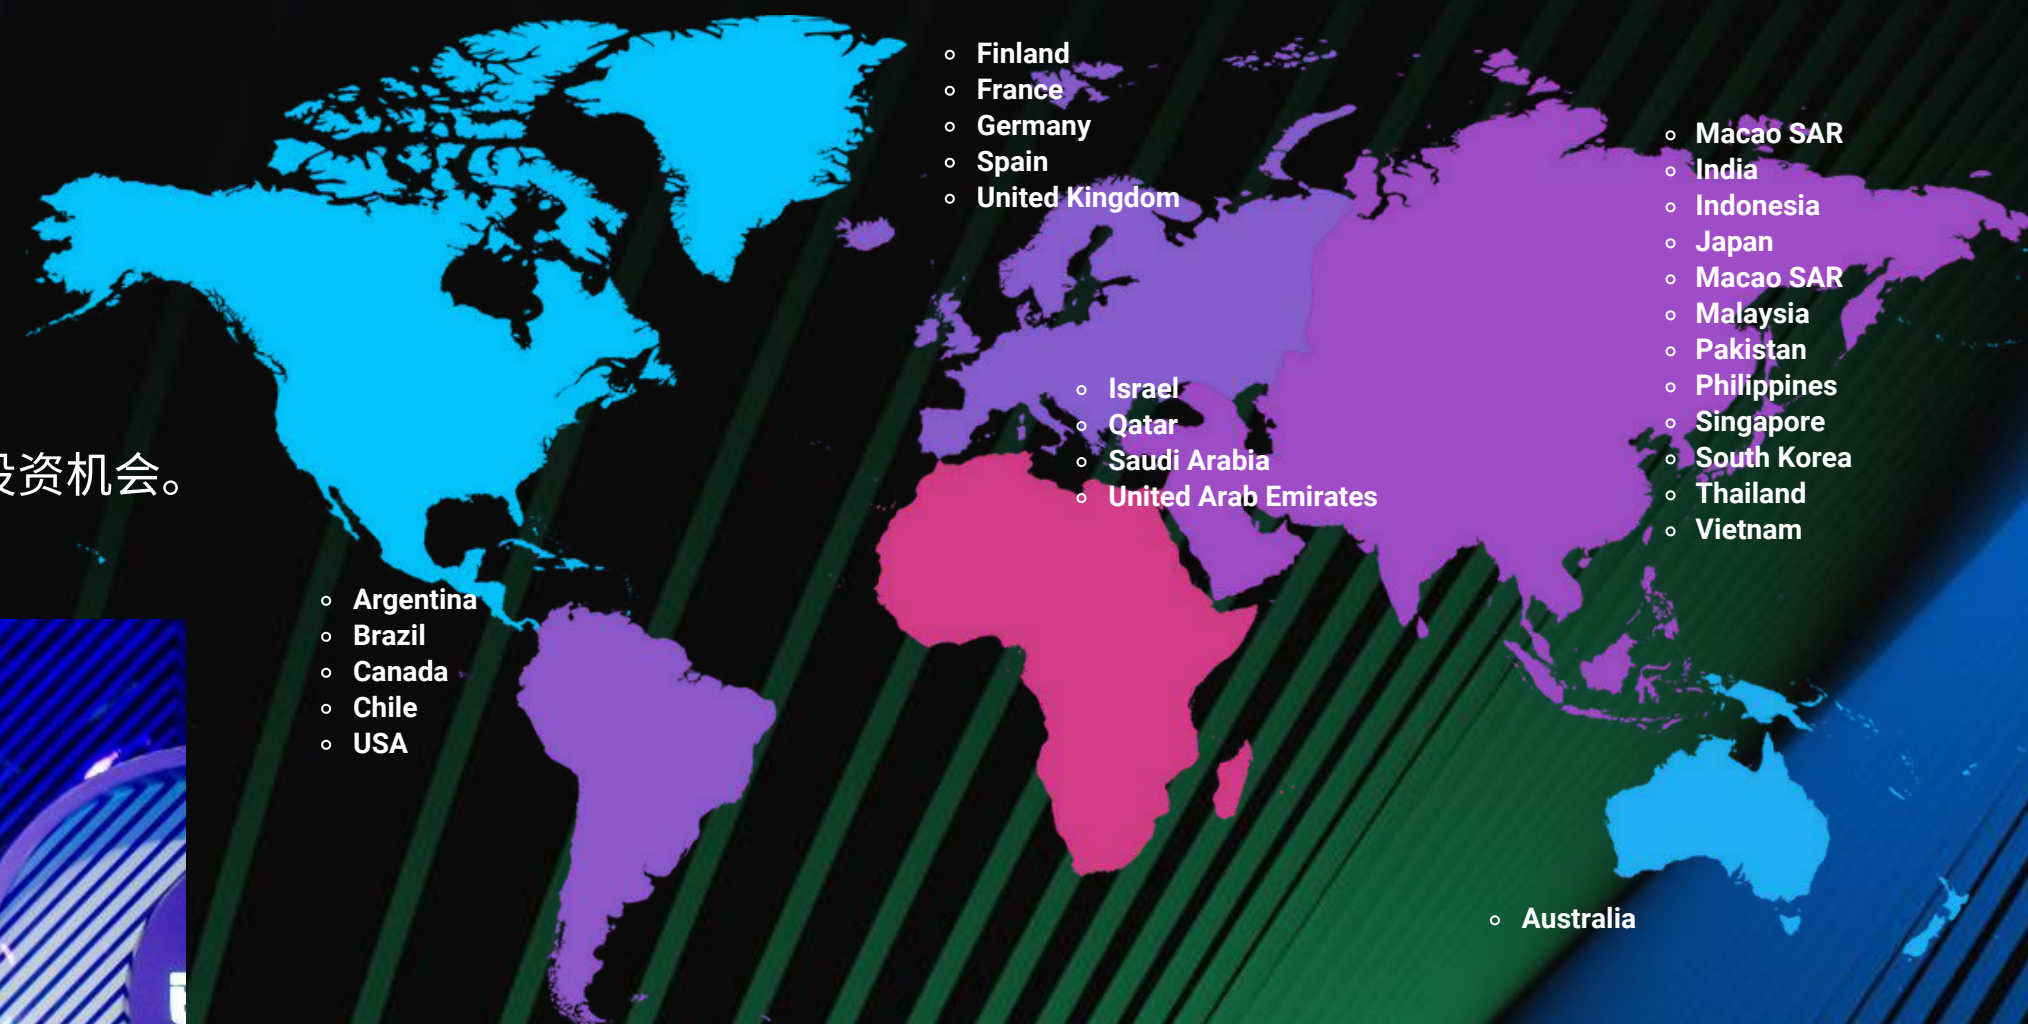 投资机会。
Argentina
Brazil
Canada
Chile
USA
Finland
France
Germany
Spain
United Kingdom
Israel
Qatar
Saudi Arabia
United Arab Emirates
Macao SAR
India
Indonesia
Japan
Macao SAR
Malaysia
Pakistan
Philippines
Singapore
South Korea
Thailand
Vietnam
Australia